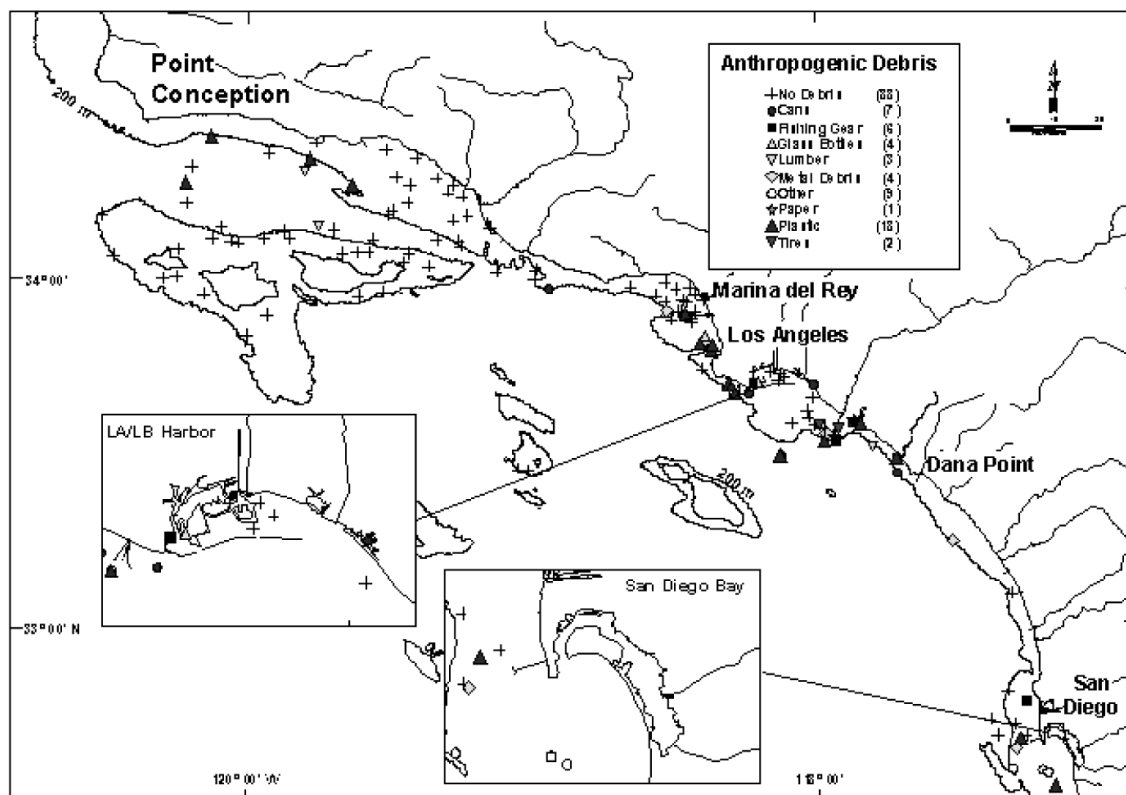 Point
Conception
200 m
Anthropogenic Debris
No Debris (88)
Cans (7)
Fishing Gear (6)
Glass Bottles (4)
Lumber (3)
Metal Debris (4)
Other (9)
Paper (1)
Plastic (18)
Tires (2)
34°00'
Marina del Rey
Los Angeles
LA/LB Harbor
200 m
Dana Point
San Diego Bay
33°00' N
San
Diego
120°00' W
118°00'